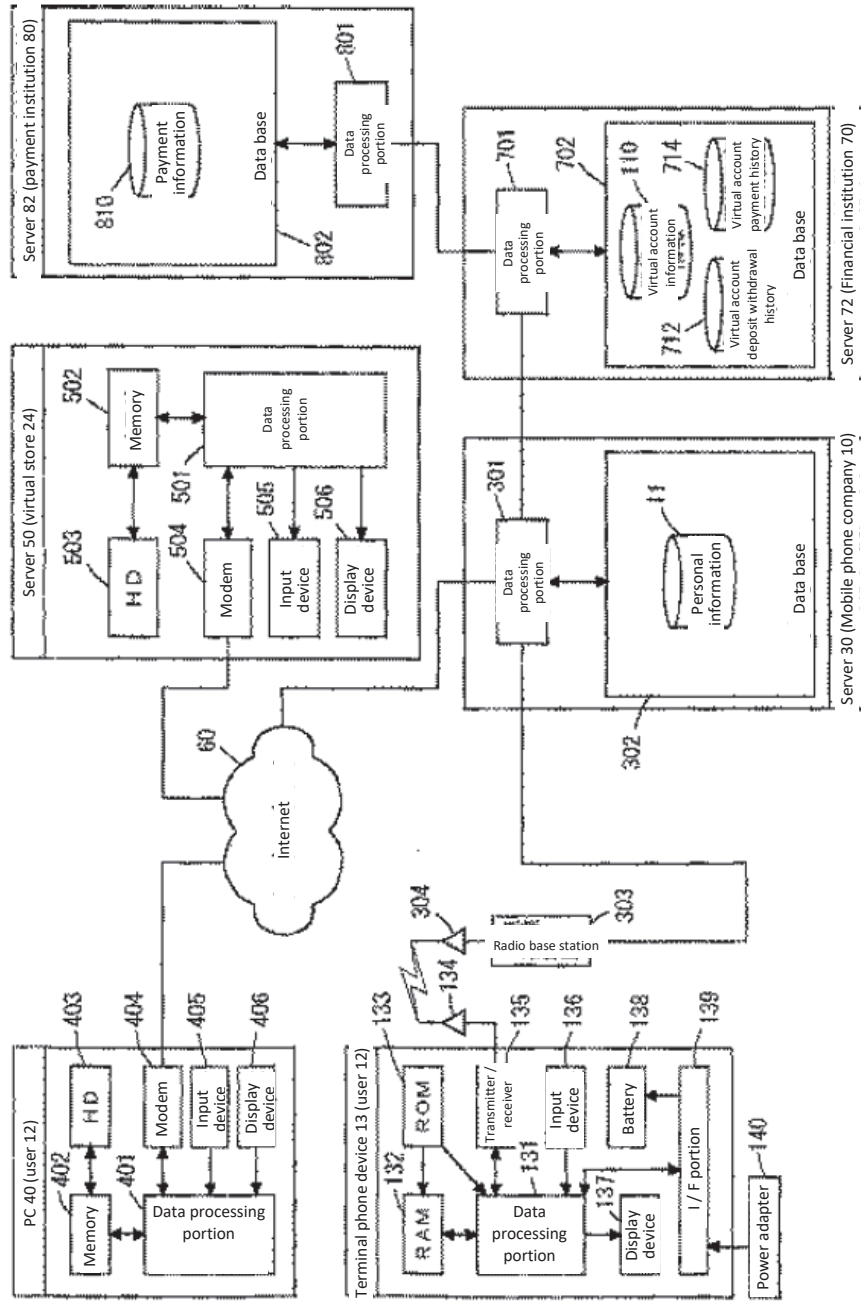 PC 40 (user 12)
402
Memory
403
HD
401
Data processing
portion
404
Modem
405
Input
device
406
Display
device
60
Internet
Server 50 (virtual store 24)
503
HD
502
Memory
504
Modem
501
Data
processing
portion
505
Input
device
506
Display
device
Server 82 (payment institution 80)
810
Payment
information
802
Data base
801
Data
processing
portion
Terminal phone device 13 (user 12)
132
RAM
133
ROM
134
304
131
Data
processing
portion
135
Transmitter /
receiver
136
Input
device
137
Display
device
138
Battery
139
I / F portion
140
Power adapter
303
Radio base station
301
Data
processing
portion
302
11
Personal
information
Data base
Server 30 (Mobile phone company 10)
701
Data
processing
portion
702
110
Virtual account
information
712
Virtual account
deposit withdrawal
history
714
Virtual account
payment history
Data base
Server 72 (Financial institution 70)